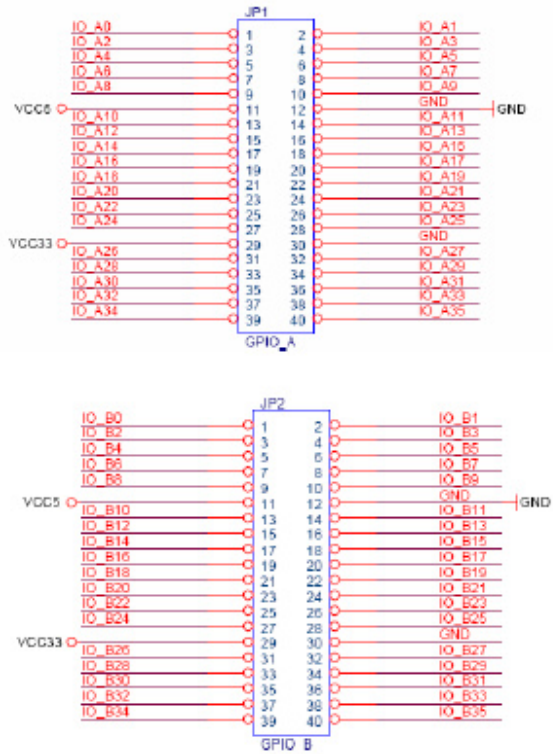 JP1
IO_A0 1 2 IO_A1
IO_A2 3 4 IO_A3
IO_A4 5 6 IO_A5
IO_A6 7 8 IO_A7
IO_A8 9 10 IO_A9
VCC5 11 12 GND GND
IO_A10 13 14 IO_A11
IO_A12 15 16 IO_A13
IO_A14 17 18 IO_A15
IO_A16 19 20 IO_A17
IO_A18 21 22 IO_A19
IO_A20 23 24 IO_A21
IO_A22 25 26 IO_A23
IO_A24 27 28 IO_A25
VCC33 29 30 GND
IO_A26 31 32 IO_A27
IO_A28 33 34 IO_A29
IO_A30 35 36 IO_A31
IO_A32 37 38 IO_A33
IO_A34 39 40 IO_A35
GPIO_A
JP2
IO_B0 1 2 IO_B1
IO_B2 3 4 IO_B3
IO_B4 5 6 IO_B5
IO_B6 7 8 IO_B7
IO_B8 9 10 IO_B9
VCC5 11 12 GND GND
IO_B10 13 14 IO_B11
IO_B12 15 16 IO_B13
IO_B14 17 18 IO_B15
IO_B16 19 20 IO_B17
IO_B18 21 22 IO_B19
IO_B20 23 24 IO_B21
IO_B22 25 26 IO_B23
IO_B24 27 28 IO_B25
VCC33 29 30 GND
IO_B26 31 32 IO_B27
IO_B28 33 34 IO_B29
IO_B30 35 36 IO_B31
IO_B32 37 38 IO_B33
IO_B34 39 40 IO_B35
GPIO_B